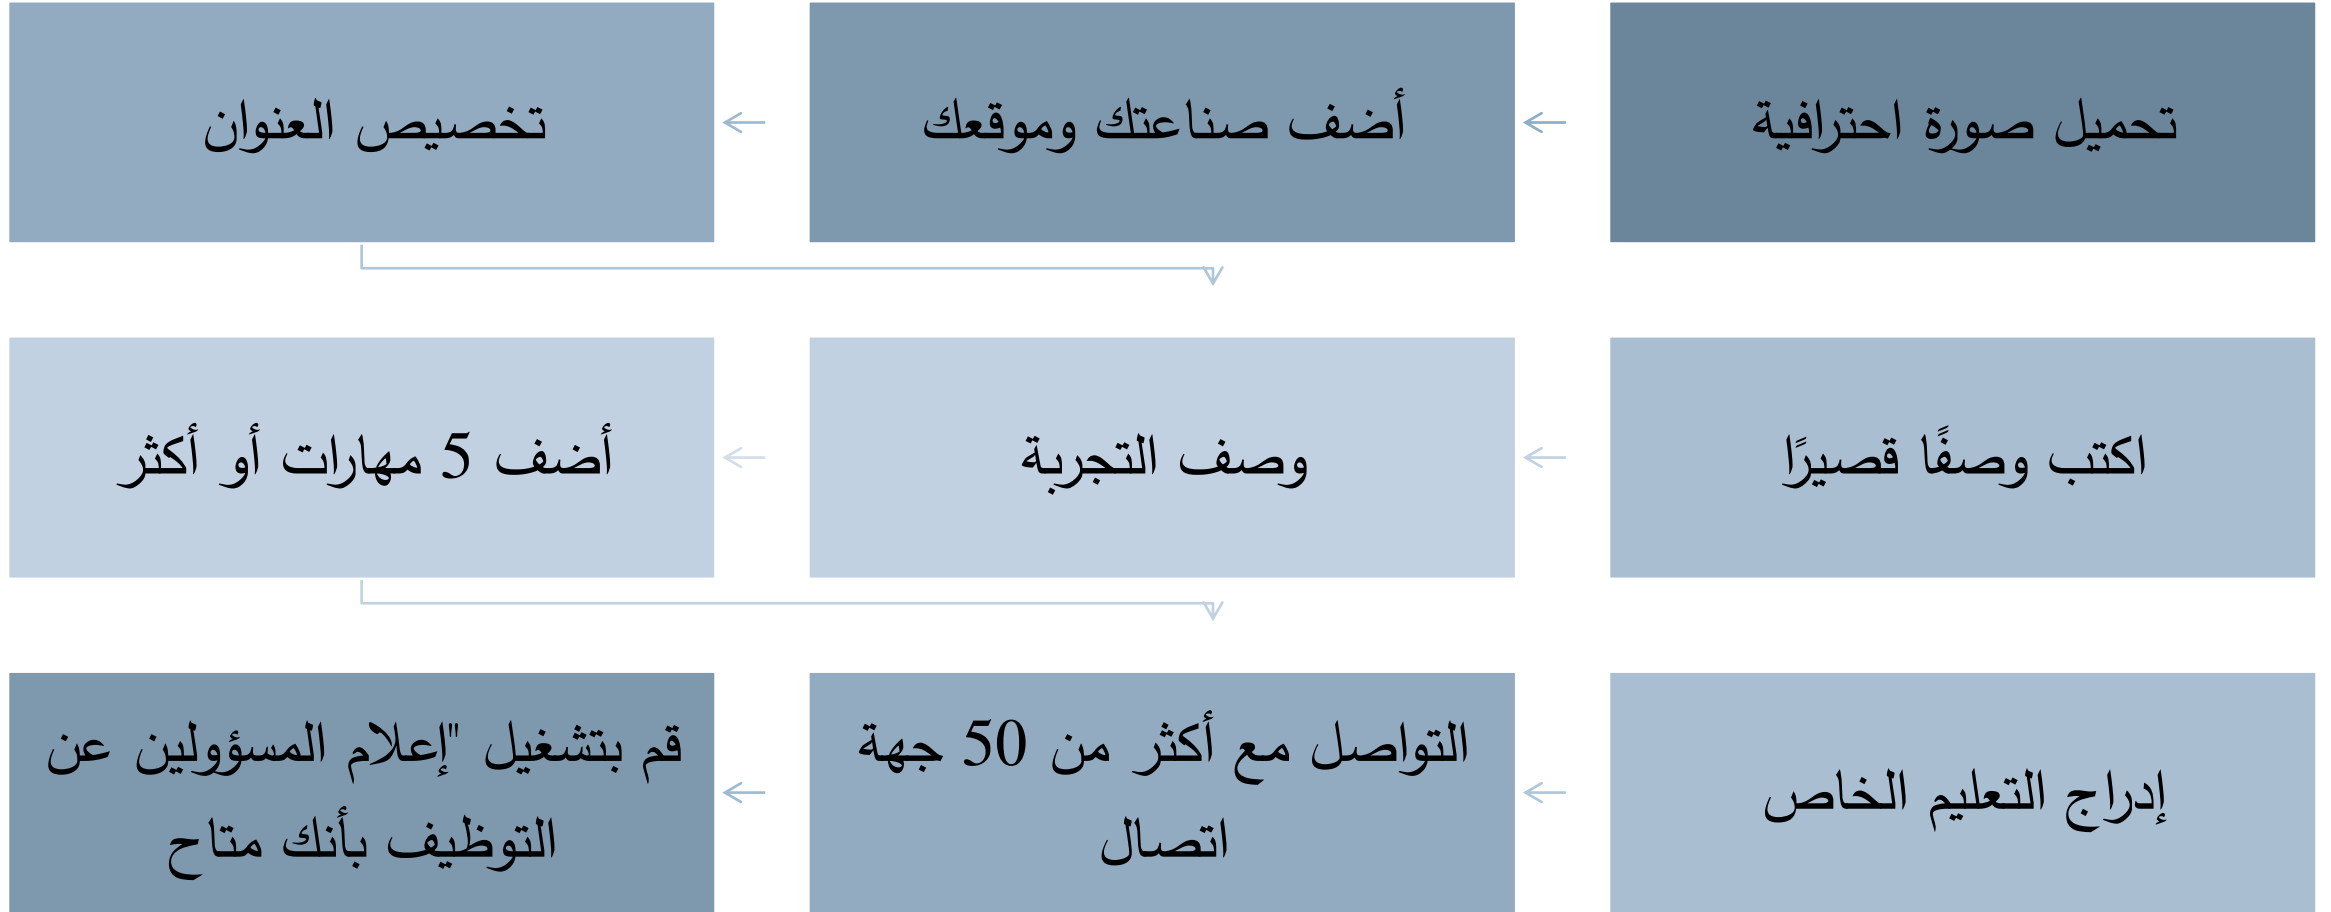 تحميل صورة احترافية
أضف صناعتك وموقعك
تخصيص العنوان
اكتب وصفًا قصيرًا
وصف التجربة
أضف 5 مهارات أو أكثر
إدراج التعليم الخاص
التواصل مع أكثر من 50 جهة
اتصال
قم بتشغيل "إعلام المسؤولين عن
التوظيف بأنك متاح